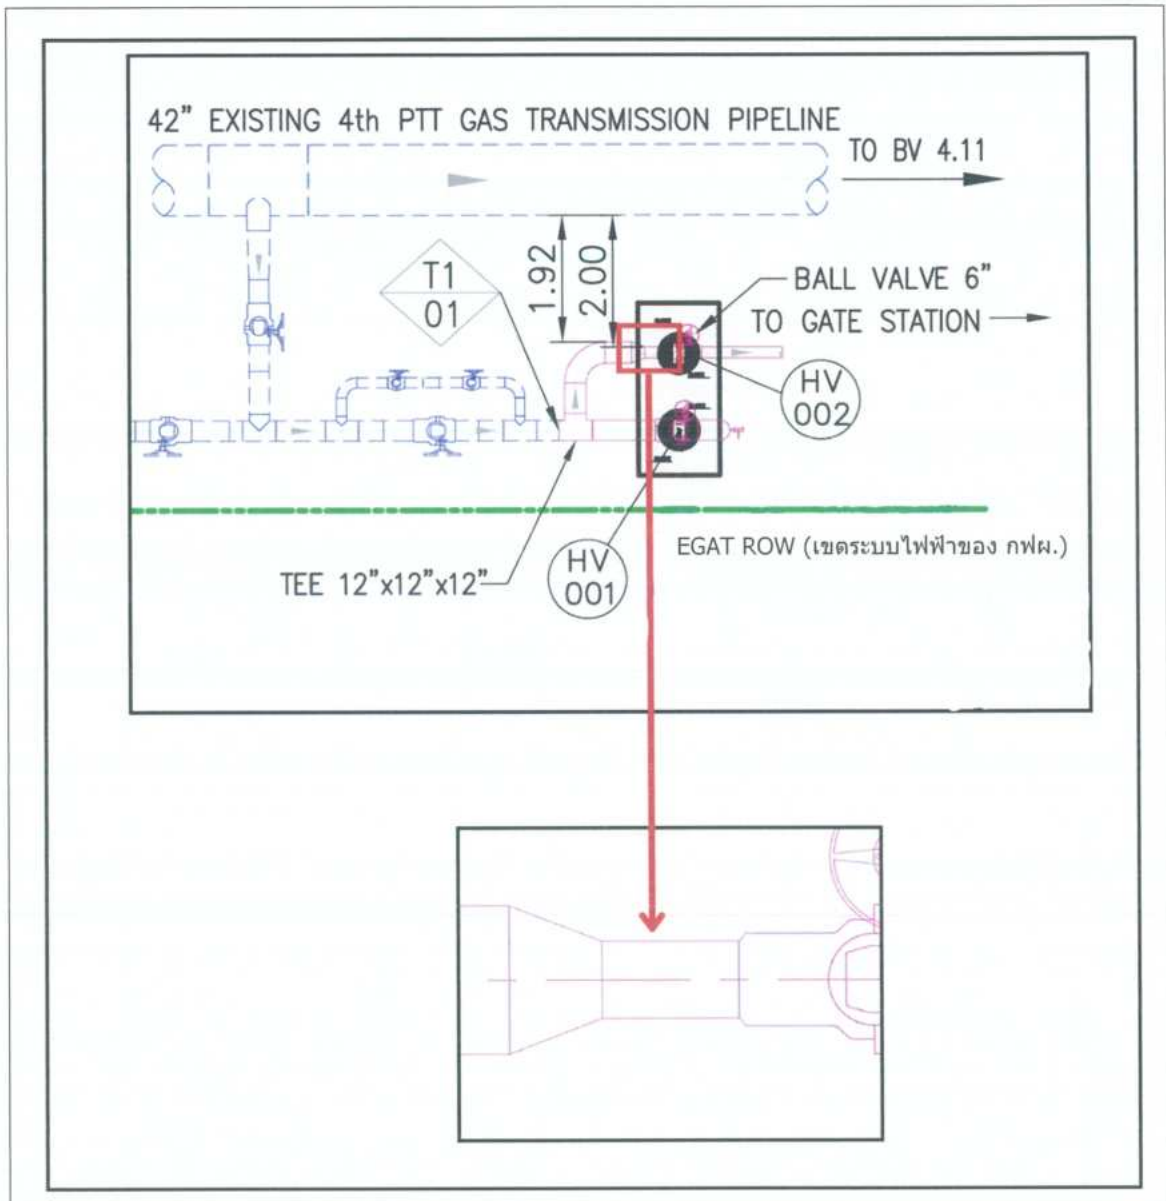 42" EXISTING 4th PTT GAS TRANSMISSION PIPELINE
TO BV 4.11
T1
01
1.92
2.00
BALL VALVE 6"
TO GATE STATION
HV
002
EGAT ROW (เขตระบบไฟฟ้าของ กฟผ.)
TEE 12"x12"x12"
HV
001